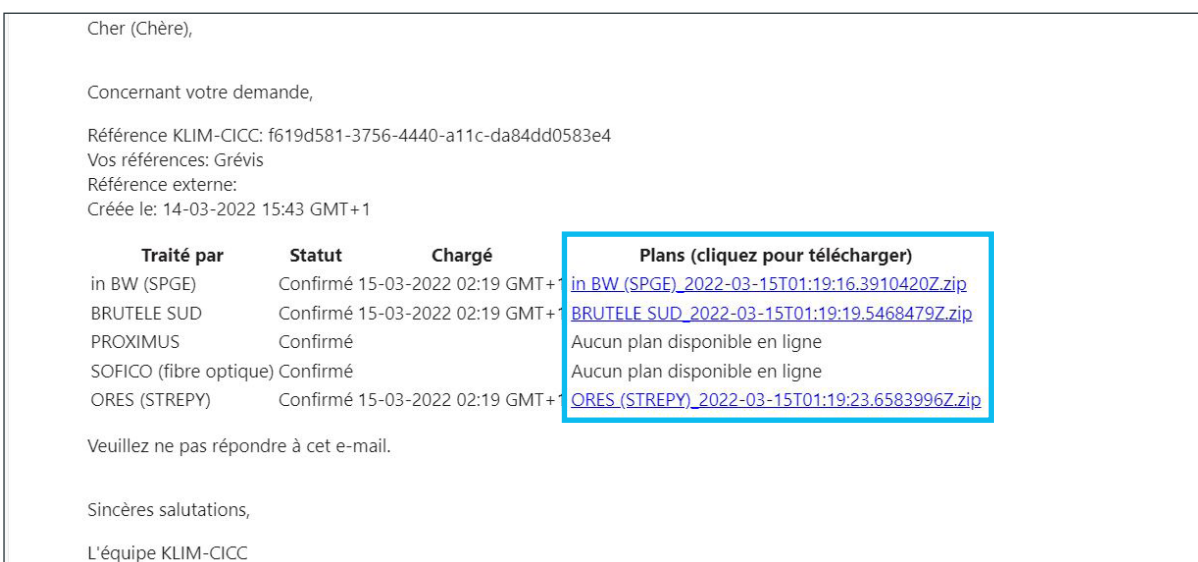 Cher (Chère),
Concernant votre demande,
Référence KLIM-CICC: f619d581-3756-4440-a11c-da84dd0583e4
Vos références: Grévis
Référence externe:
Créée le: 14-03-2022 15:43 GMT+1
Traité par Statut Chargé Plans (cliquez pour télécharger)
in BW (SPGE) Confirmé 15-03-2022 02:19 GMT+1 in BW (SPGE)_2022-03-15T01:19:16.3910420Z.zip
BRUTELE SUD Confirmé 15-03-2022 02:19 GMT+1 BRUTELE SUD_2022-03-15T01:19:19.5468479Z.zip
PROXIMUS Confirmé Aucun plan disponible en ligne
SOFICO (fibre optique) Confirmé Aucun plan disponible en ligne
ORES (STREPY) Confirmé 15-03-2022 02:19 GMT+1 ORES (STREPY)_2022-03-15T01:19:23.6583996Z.zip
Veuillez ne pas répondre à cet e-mail.
Sincères salutations,
L'équipe KLIM-CICC